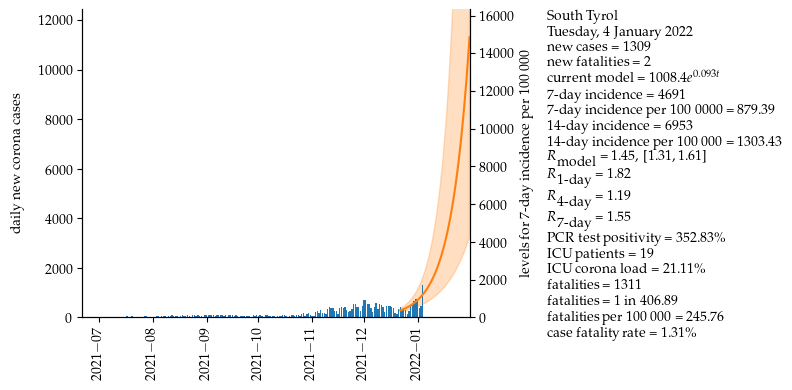 12000
10000
8000
6000
4000
2000
0
daily new corona cases
2021−07
2021−08
2021−09
2021−10
2021−11
2021−12
2022−01
16000
14000
12000
10000
8000
6000
4000
2000
0
levels for 7-day incidence per 100 000
South Tyrol
Tuesday, 4 January 2022
new cases = 1309
new fatalities = 2
current model = 1008.4e^0.093t
7-day incidence = 4691
7-day incidence per 100 0000 = 879.39
14-day incidence = 6953
14-day incidence per 100 000 = 1303.43
R model = 1.45, [1.31, 1.61]
R 1-day = 1.82
R 4-day = 1.19
R 7-day = 1.55
PCR test positivity = 352.83%
ICU patients = 19
ICU corona load = 21.11%
fatalities = 1311
fatalities = 1 in 406.89
fatalities per 100 000 = 245.76
case fatality rate = 1.31%